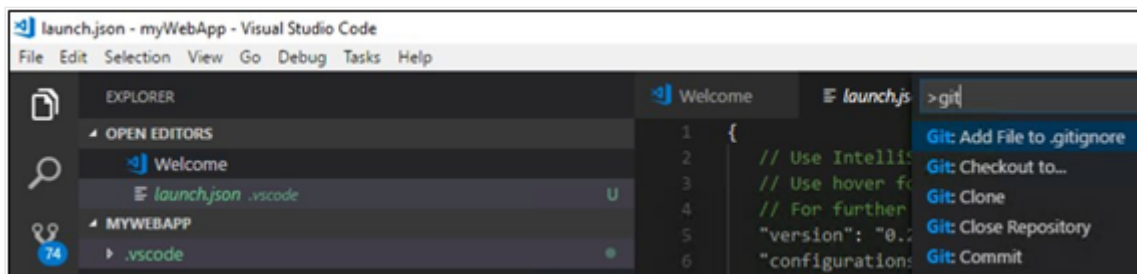 launch.json - myWebApp - Visual Studio Code
File Edit Selection View Go Debug Tasks Help
EXPLORER
OPEN EDITORS
Welcome
launch.json .vscode U
MYWEBAPP
.vscode
74
Welcome launch.js
1 {
2 // Use IntelliS
3 // Use hover fo
4 // For further
5 "version": "0.2
6 "configurations
>git
Git: Add File to .gitignore
Git: Checkout to...
Git: Clone
Git: Close Repository
Git: Commit